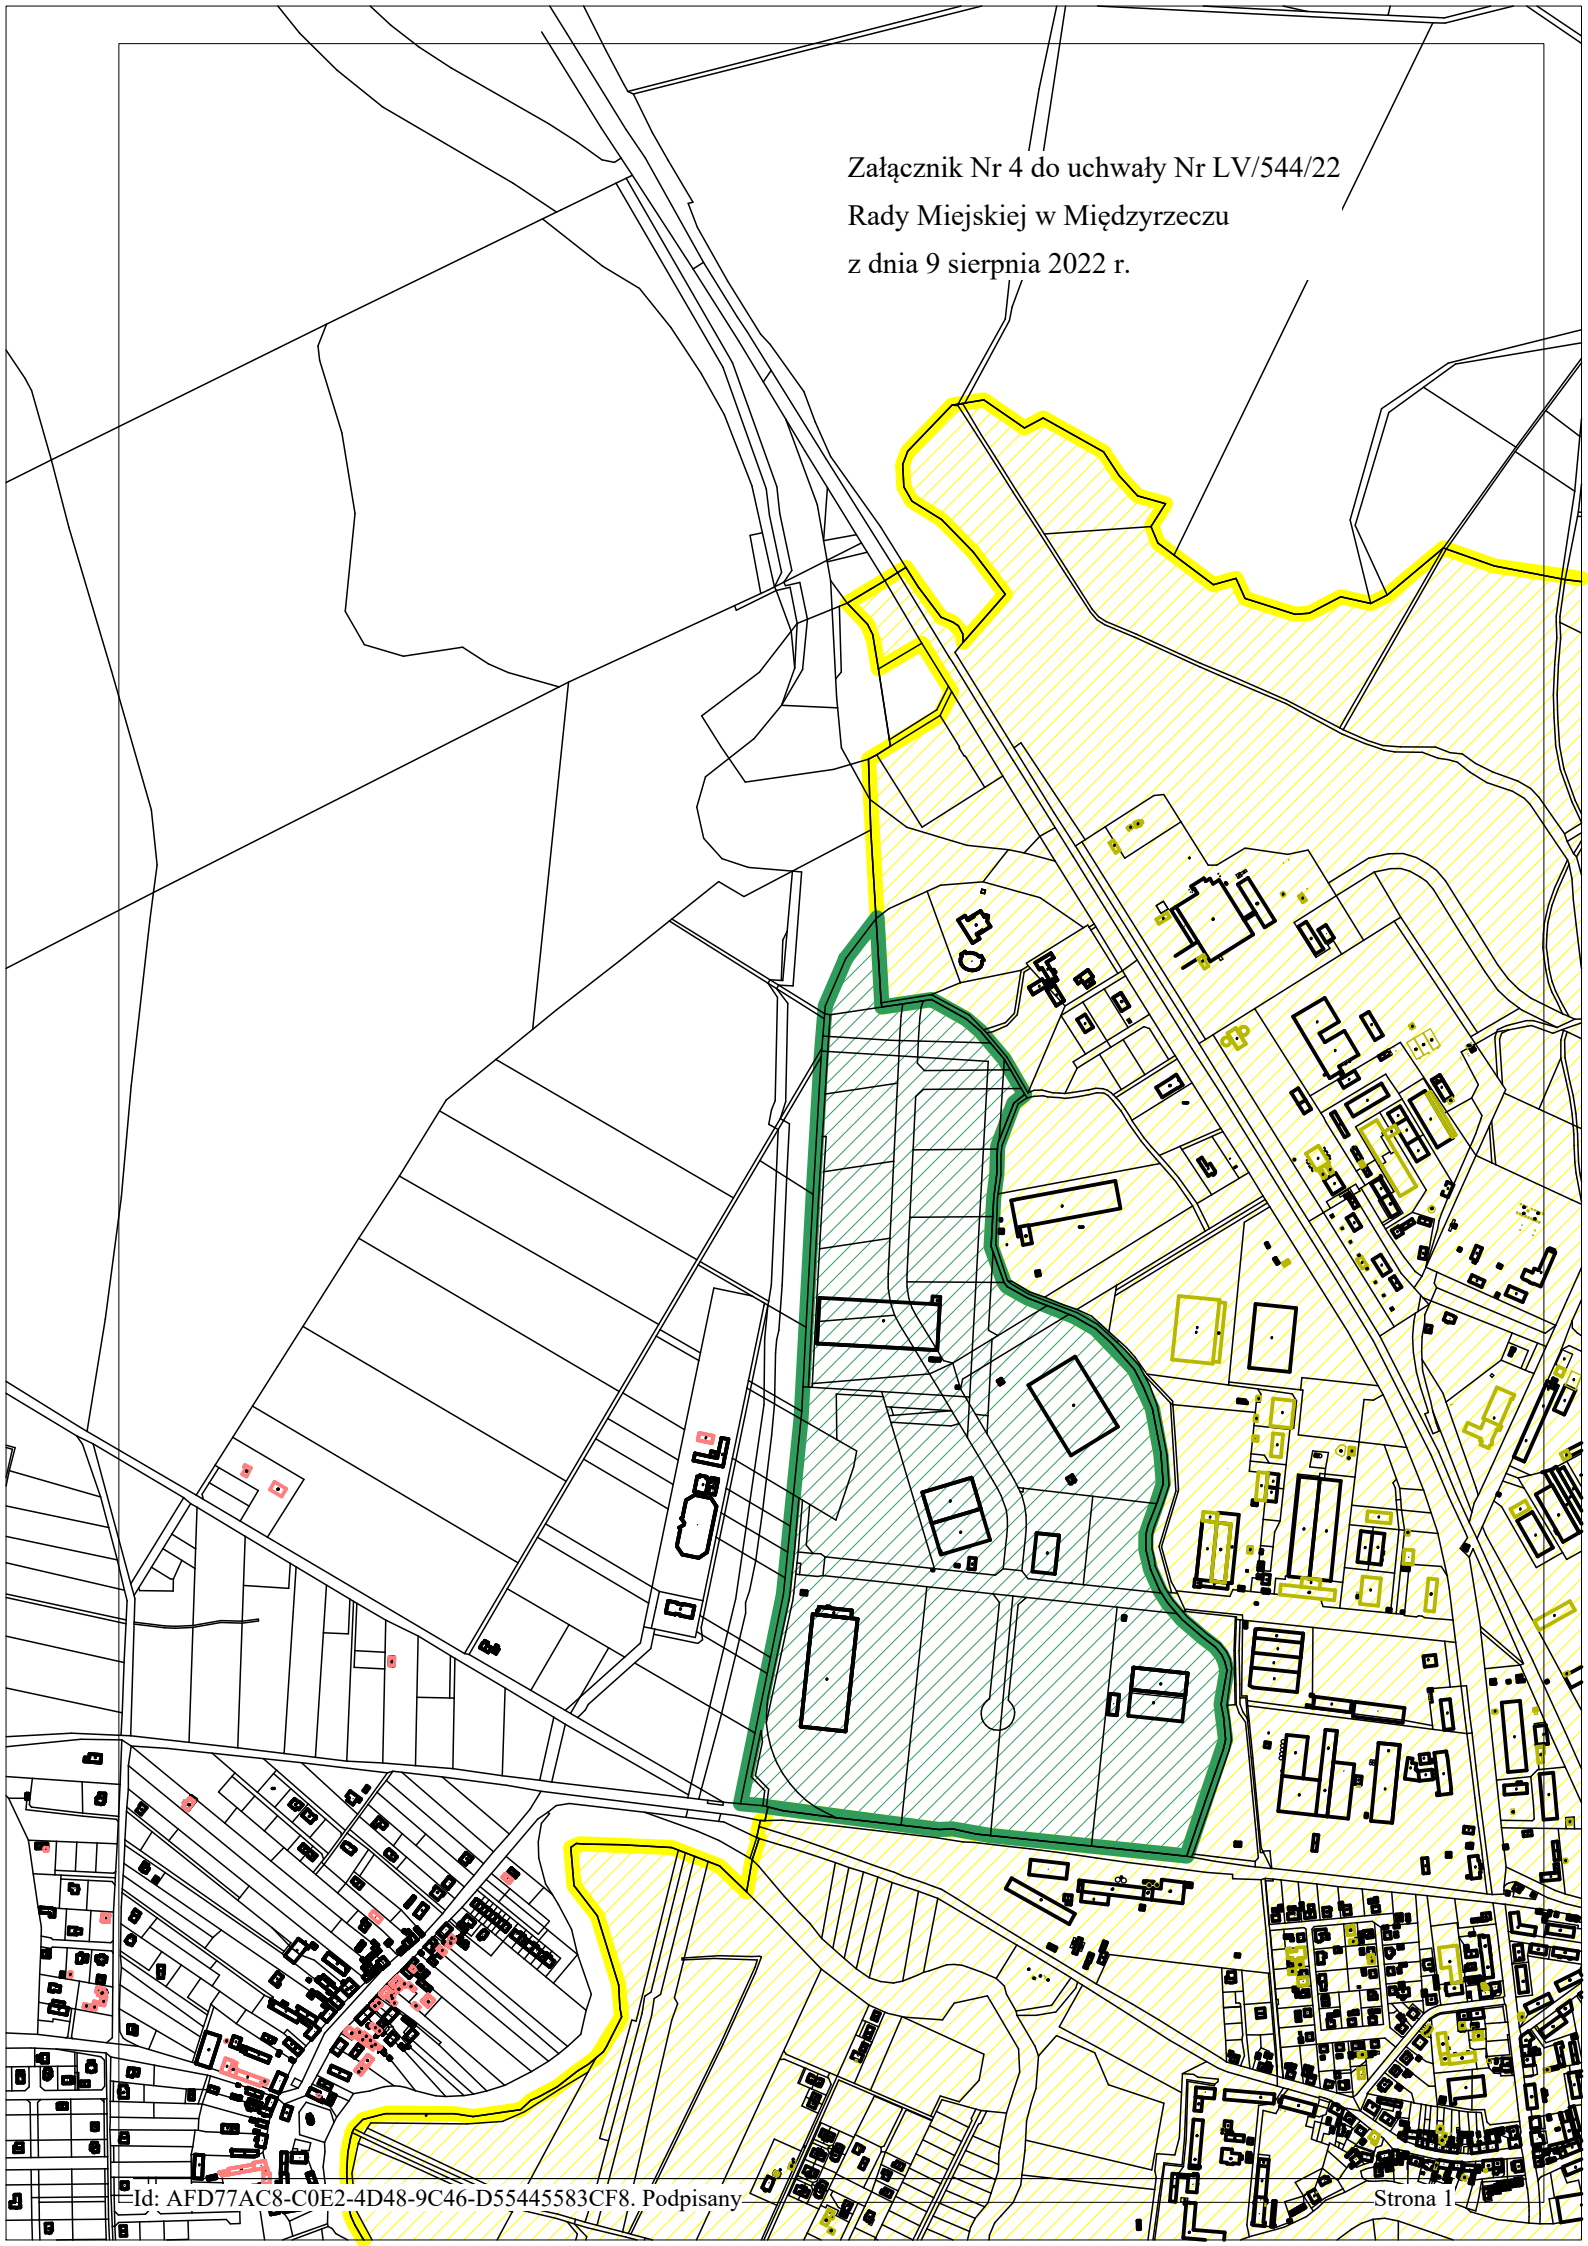 Załącznik Nr 4 do uchwały Nr LV/544/22
Rady Miejskiej w Międzyrzeczu
z dnia 9 sierpnia 2022 r.
Id: AFD77AC8-C0E2-4D48-9C46-D55445583CF8. Podpisany
Strona 1